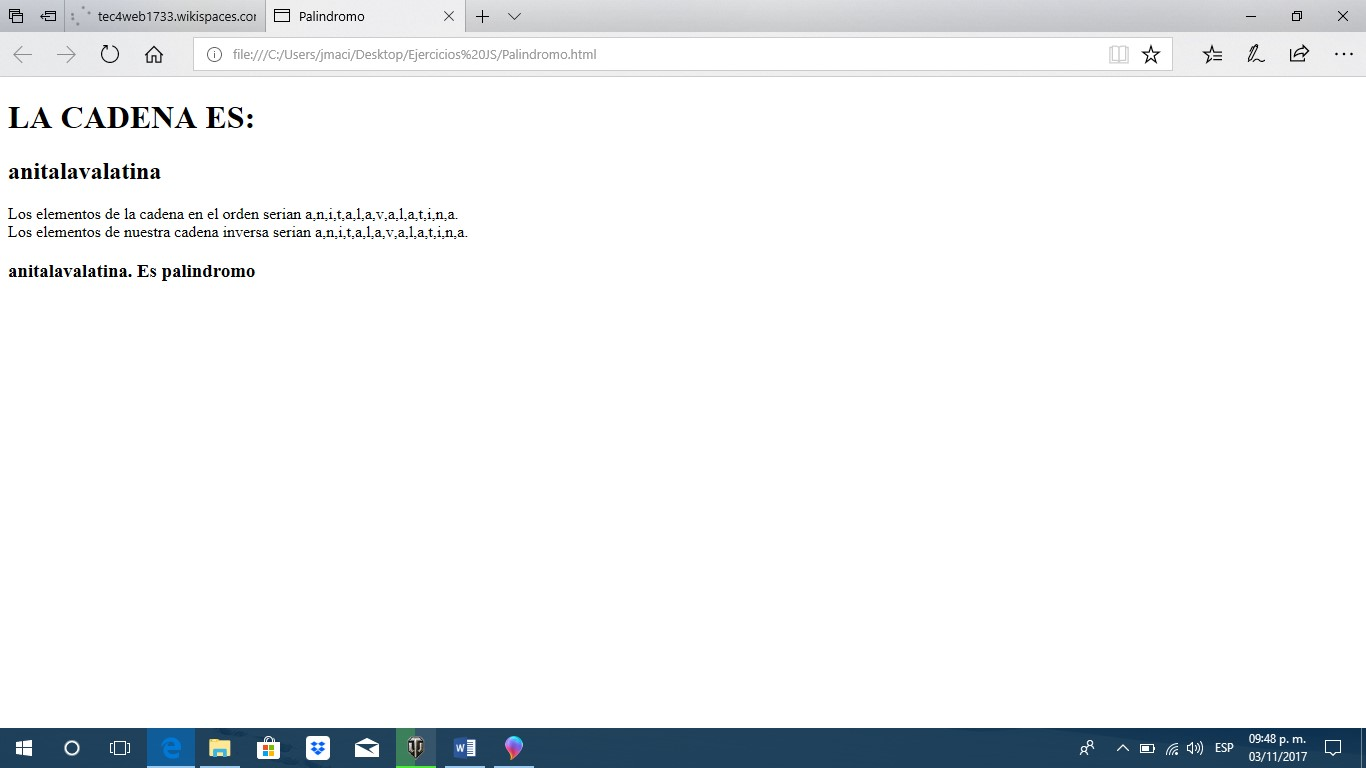 tec4web1733.wikispaces.co
Palindromo
file:///C:/Users/jmaci/Desktop/Ejercicios%20JS/Palindromo.html
LA CADENA ES:
anitalavalatina
Los elementos de la cadena en el orden serian a,n,i,t,a,l,a,v,a,l,a,t,i,n,a.
Los elementos de nuestra cadena inversa serian a,n,i,t,a,l,a,v,a,l,a,t,i,n,a.
anitalavalatina. Es palindromo
ESP
09:48 p. m.
03/11/2017